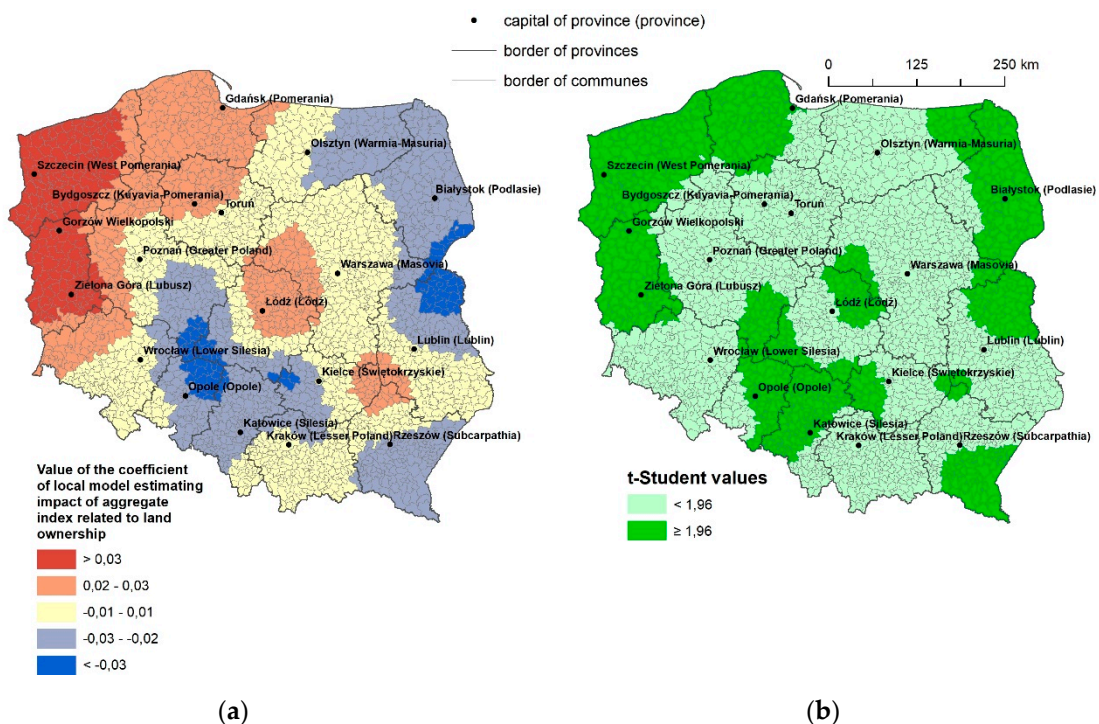 capital of province (province)
border of provinces
border of communes
0 125 250 km
Gdańsk (Pomerania)
Olsztyn (Warmia-Masuria)
Szczecin (West Pomerania)
Białystok (Podlasie)
Bydgoszcz (Kuyavia-Pomerania)
Toruń
Gorzów Wielkopolski
Poznań (Greater Poland)
Warszawa (Masovia)
Zielona Góra (Lubusz)
Łódź (Łódź)
Wrocław (Lower Silesia)
Lublin (Lublin)
Kielce (Świętokrzyskie)
Opole (Opole)
Katowice (Silesia)
Kraków (Lesser Poland)
Rzeszów (Subcarpathia)
Value of the coefficient
of local model estimating
impact of aggregate
index related to land
ownership
> 0,03
0,02 - 0,03
-0,01 - 0,01
-0,03 - -0,02
< -0,03
(a)
Gdańsk (Pomerania)
Olsztyn (Warmia-Masuria)
Szczecin (West Pomerania)
Białystok (Podlasie)
Bydgoszcz (Kuyavia-Pomerania)
Toruń
Gorzów Wielkopolski
Poznań (Greater Poland)
Warszawa (Masovia)
Zielona Góra (Lubusz)
Łódź (Łódź)
Wrocław (Lower Silesia)
Lublin (Lublin)
Kielce (Świętokrzyskie)
Opole (Opole)
Katowice (Silesia)
Kraków (Lesser Poland)
Rzeszów (Subcarpathia)
t-Student values
< 1,96
≥ 1,96
(b)